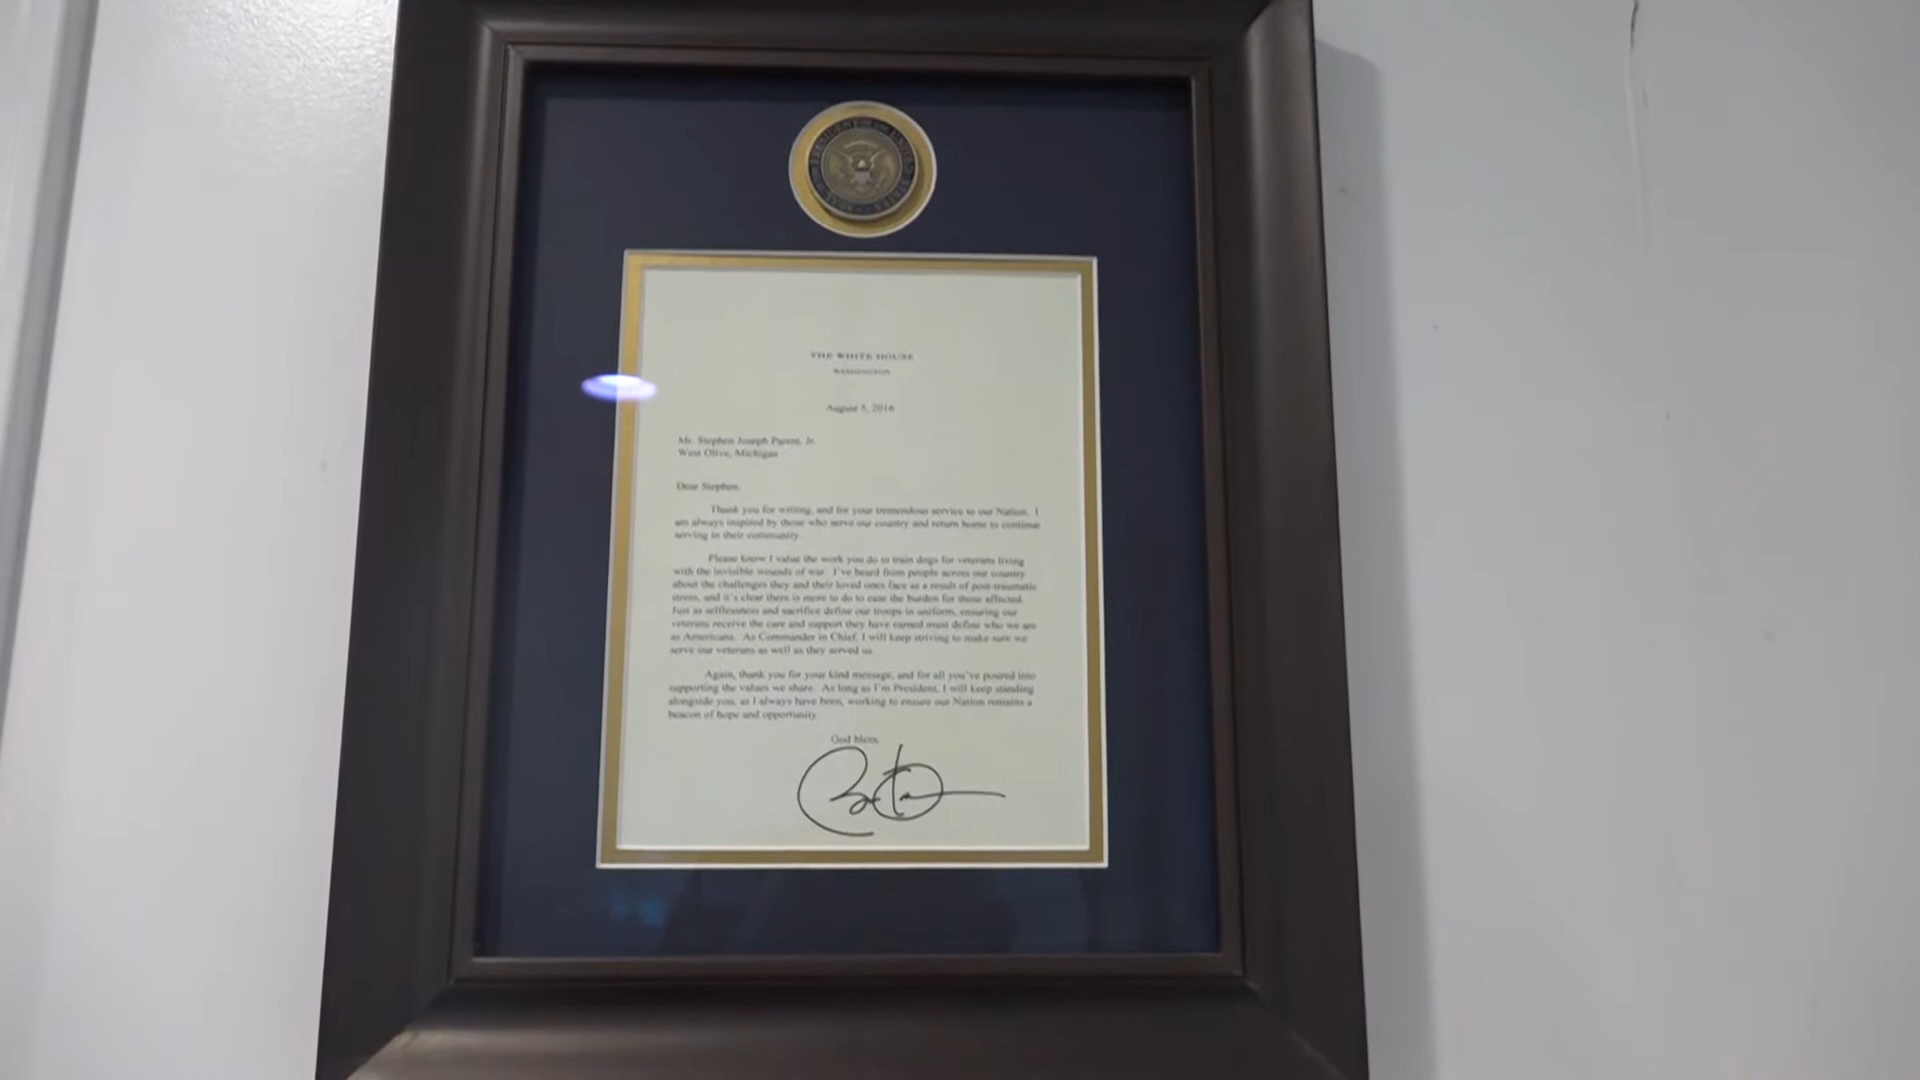 SEAL OF THE PRESIDENT OF THE UNITED STATES
THE WHITE HOUSE
WASHINGTON
August 5, 2016
Mr. Stephen Joseph Parent, Jr.
West Olive, Michigan
Dear Stephen:
Thank you for writing, and for your tremendous service to our Nation. I
am always inspired by those who serve our country and return home to continue
serving in their community.
Please know I value the work you do to train dogs for veterans living
with the invisible wounds of war. I've heard from people across our country
about the challenges they and their loved ones face as a result of post-traumatic
stress, and it's clear there is more to do to ease the burden for those affected.
Just as selflessness and sacrifice define our troops in uniform, ensuring our
veterans receive the care and support they have earned must define who we are
as Americans. As Commander in Chief, I will keep striving to make sure we
serve our veterans as well as they served us.
Again, thank you for your kind message, and for all you've poured into
supporting the values we share. As long as I'm President, I will keep standing
alongside you, as I always have been, working to ensure our Nation remains a
beacon of hope and opportunity.
God bless,